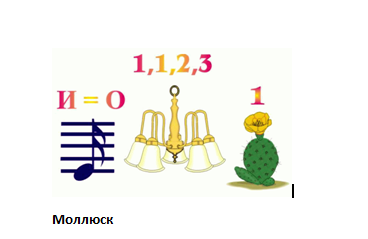 1,1,2,3
И = О
1
Моллюск